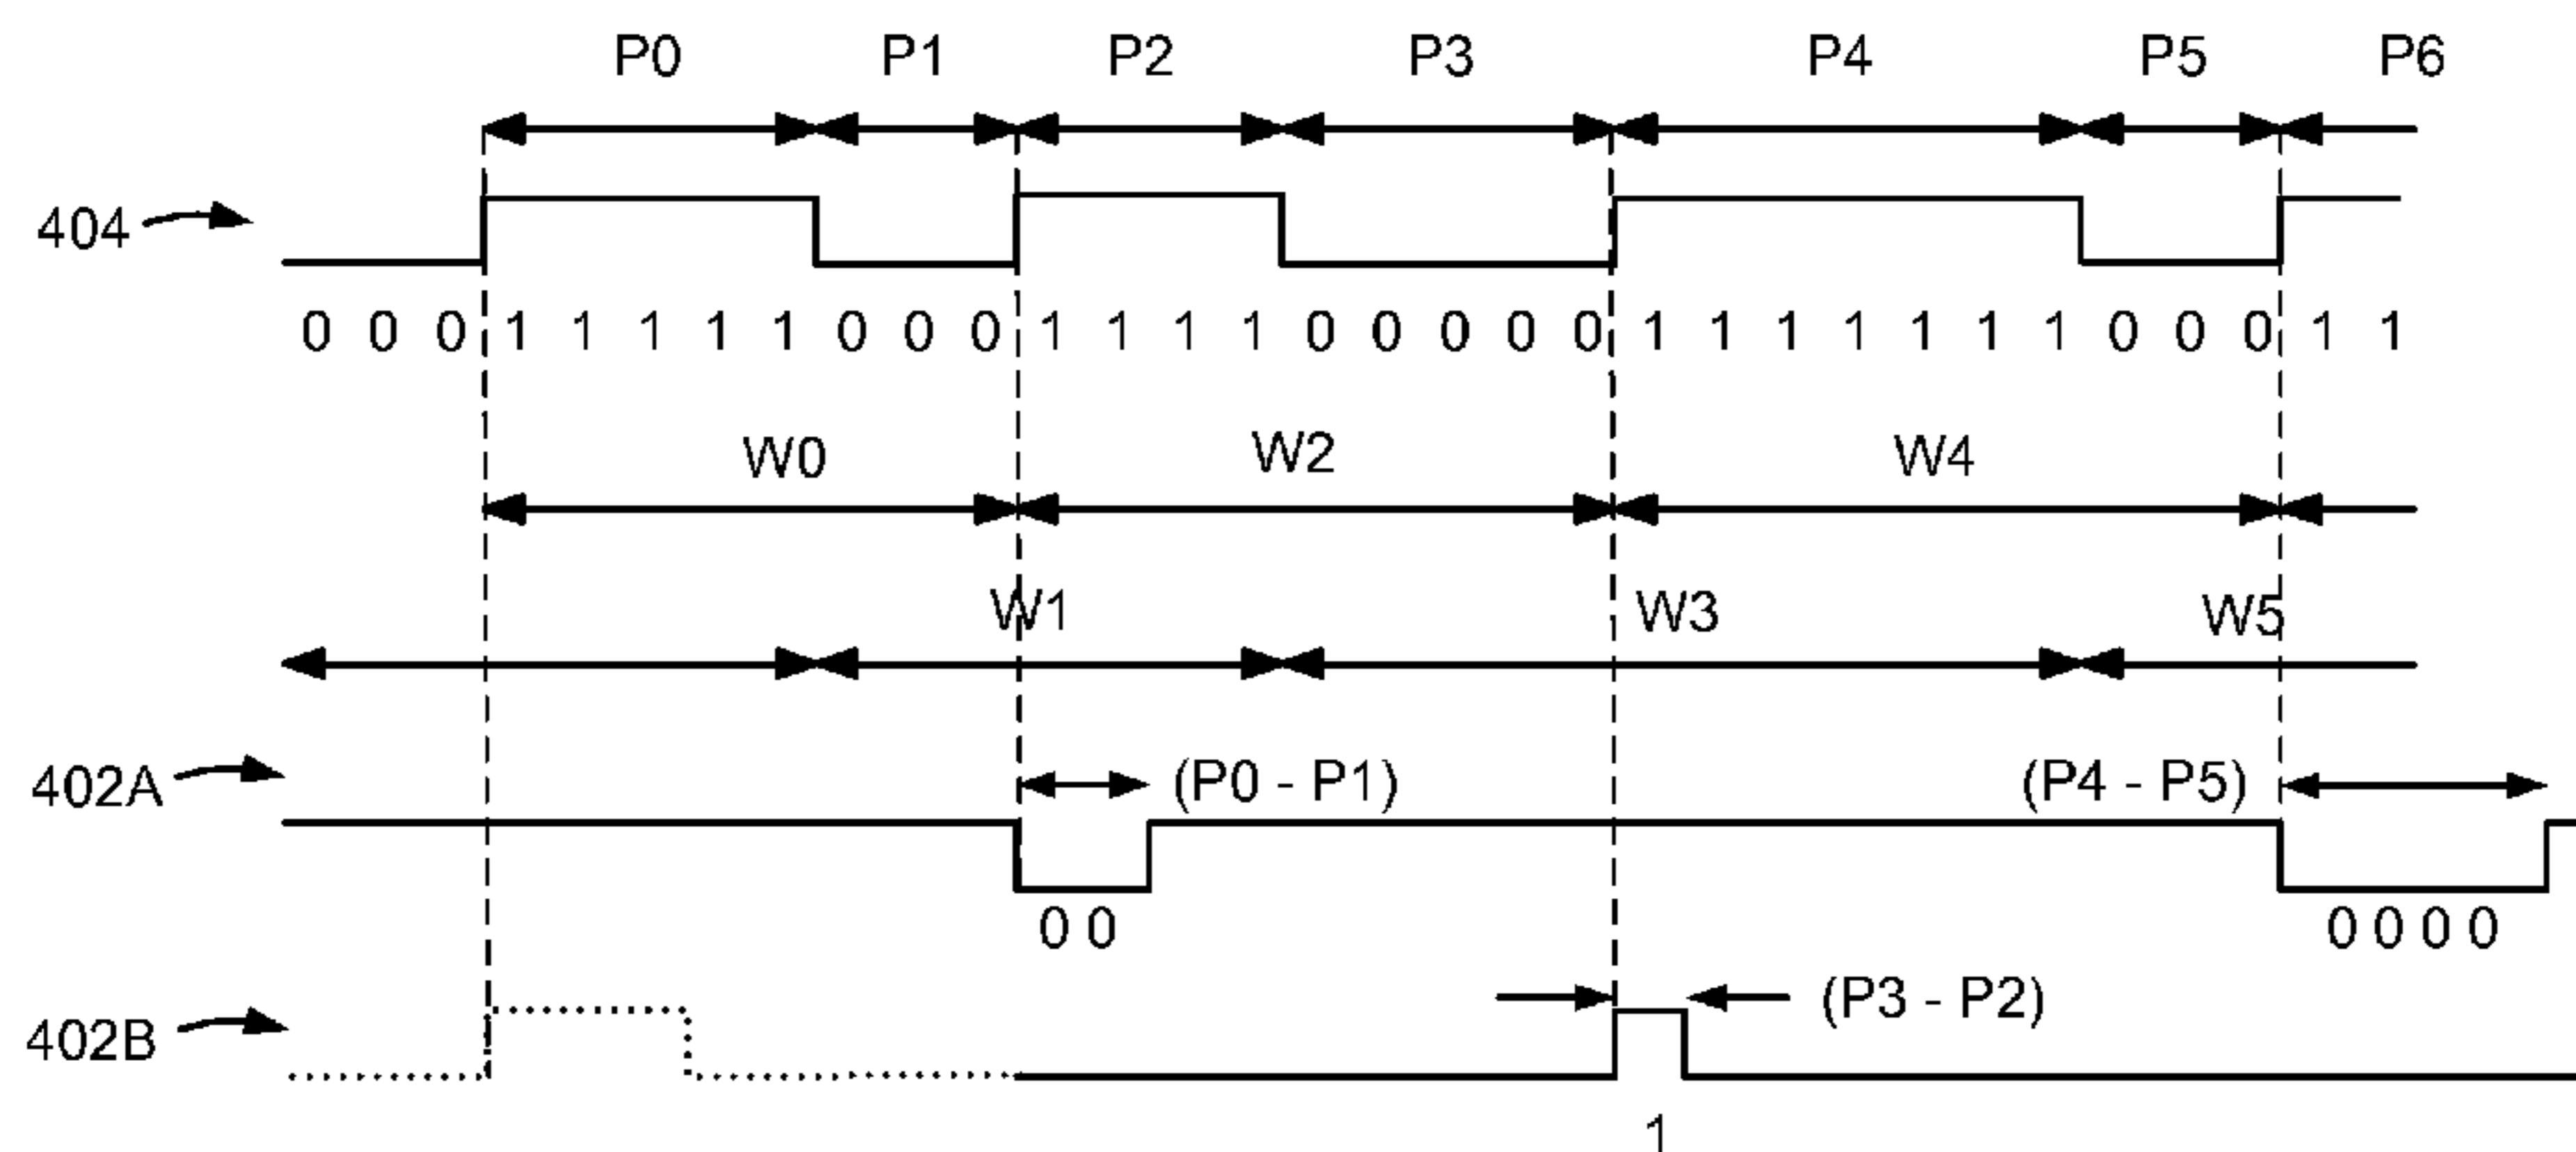 P0 P1 P2 P3 P4 P5 P6
404
0 0 0 1 1 1 1 1 0 0 0 1 1 1 1 0 0 0 0 0 1 1 1 1 1 1 1 0 0 0 1 1
W0 W2 W4
W1 W3 W5
402A (P0 - P1) (P4 - P5)
0 0 0 0 0 0
402B (P3 - P2)
1